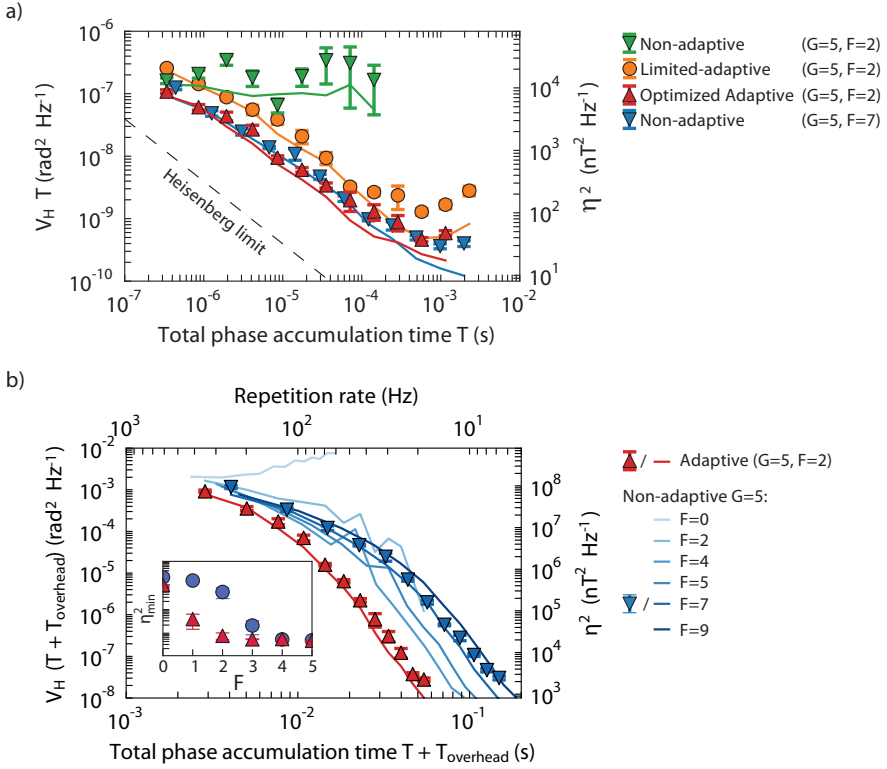 a)
10^-6
10^-7
10^-8
10^-9
10^-10
V_H T (rad^2 Hz^-1)
10^4
10^3
10^2
10^1
η^2 (nT^2 Hz^-1)
Heisenberg limit
10^-7
10^-6
10^-5
10^-4
10^-3
10^-2
Total phase accumulation time T (s)
Non-adaptive (G=5, F=2)
Limited-adaptive (G=5, F=2)
Optimized Adaptive (G=5, F=2)
Non-adaptive (G=5, F=7)
b)
Repetition rate (Hz)
10^3
10^2
10^1
10^-2
10^-3
10^-4
10^-5
10^-6
10^-7
10^-8
V_H (T + T_overhead) (rad^2 Hz^-1)
10^8
10^7
10^6
10^5
10^4
10^3
η^2 (nT^2 Hz^-1)
η^2_min
0 1 2 3 4 5
F
10^-3
10^-2
10^-1
Total phase accumulation time T + T_overhead (s)
/ Adaptive (G=5, F=2)
Non-adaptive G=5:
F=0
F=2
F=4
F=5
/ F=7
F=9